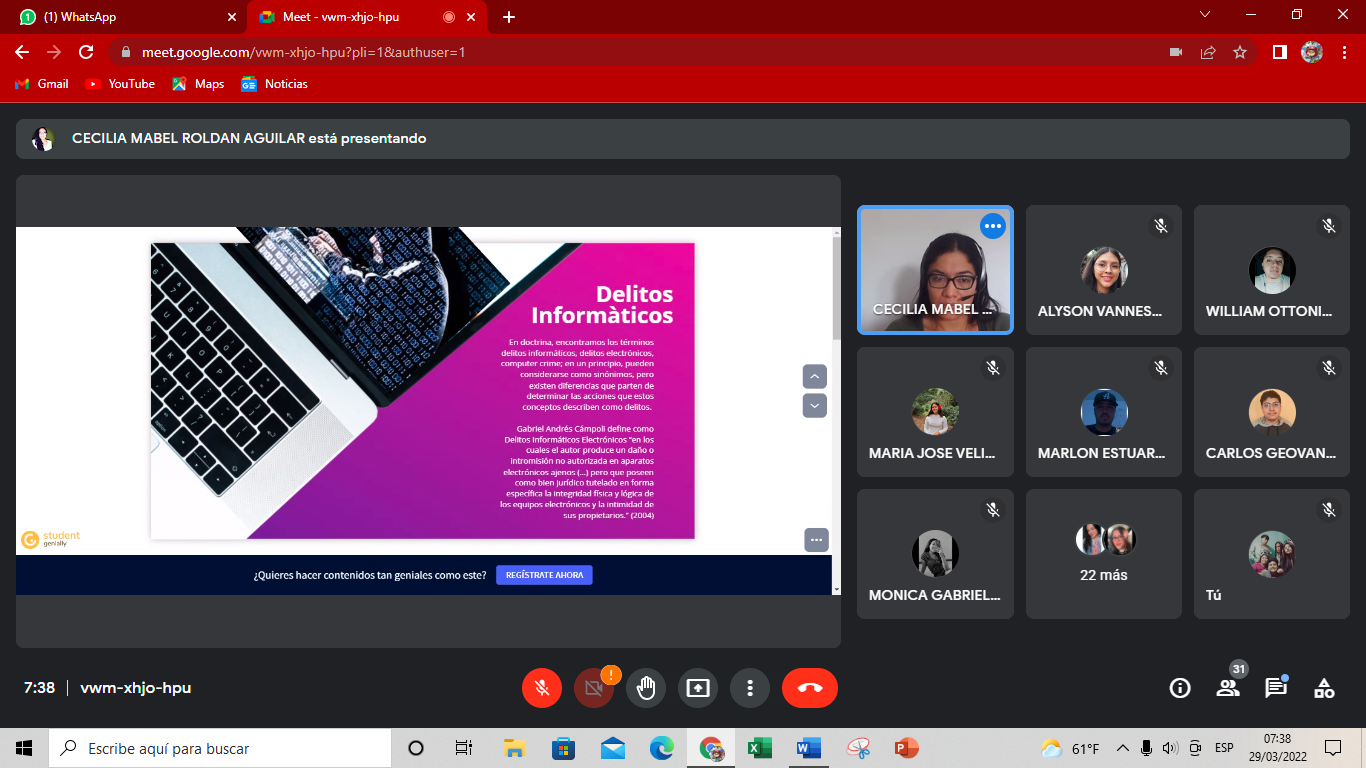 (1) WhatsApp
Meet - vwm-xhjo-hpu
meet.google.com/vwm-xhjo-hpu?pli=1&authuser=1
Gmail
YouTube
Maps
Noticias
CECILIA MABEL ROLDAN AGUILAR está presentando
Delitos
Informàticos
En doctrina, encontramos los términos
delitos informáticos, delitos electrónicos,
computer crime; en un principio, pueden
considerarse como sinónimos, pero
existen diferencias que parten de
determinar las acciones que estos
conceptos describen como delitos.
Gabriel Andrés Cámpoli define como
Delitos Informáticos Electrónicos "en los
cuales el autor produce un daño o
intromisión no autorizada en aparatos
electrónicos ajenos (...) pero que poseen
como bien jurídico tutelado en forma
específica la integridad física y lógica de
los equipos electrónicos y la intimidad de
sus propietarios." (2004)
student
genially
¿Quieres hacer contenidos tan geniales como este?
REGÍSTRATE AHORA
CECILIA MABEL ...
ALYSON VANNES...
WILLIAM OTTONI...
MARIA JOSE VELI...
MARLON ESTUAR...
CARLOS GEOVAN...
MONICA GABRIEL...
22 más
Tú
7:38 | vwm-xhjo-hpu
31
Escribe aquí para buscar
61°F
ESP
07:38
29/03/2022